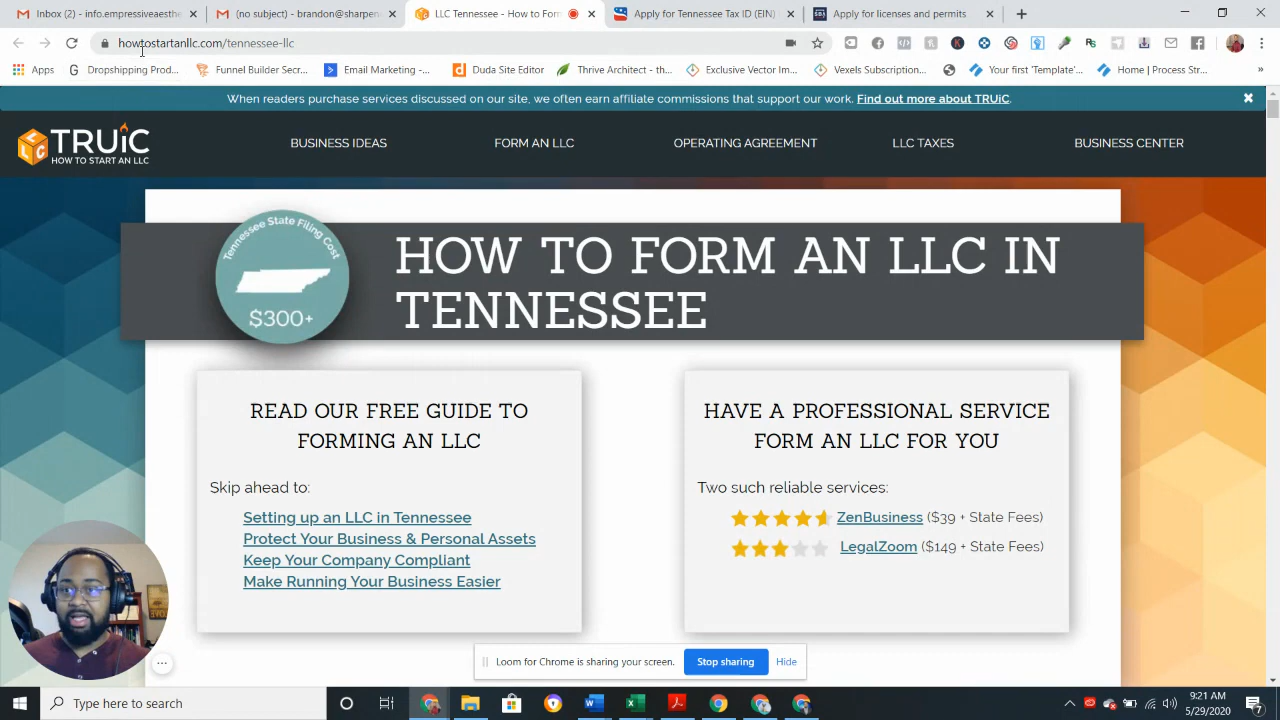 Inbox (2) - info.empressiveaesthe
(no subject) - brandon@sharpen
LLC Tennessee - How to For
Apply for Tennessee Tax ID (EIN)
Apply for licenses and permits
howtostartanllc.com/tennessee-llc
Apps
Dropshipping Prod...
Funnel Builder Secr...
Email Marketing -...
Duda Site Editor
Thrive Architect - th...
Exclusive Vector Im...
Vexels Subscription...
Your first 'Template'...
Home | Process Str...
When readers purchase services discussed on our site, we often earn affiliate commissions that support our work. Find out more about TRUiC.
LLC
TRUiC
HOW TO START AN LLC
BUSINESS IDEAS
FORM AN LLC
OPERATING AGREEMENT
LLC TAXES
BUSINESS CENTER
Tennessee State Filing Cost
$300+
HOW TO FORM AN LLC IN
TENNESSEE
READ OUR FREE GUIDE TO
FORMING AN LLC
Skip ahead to:
Setting up an LLC in Tennessee
Protect Your Business & Personal Assets
Keep Your Company Compliant
Make Running Your Business Easier
HAVE A PROFESSIONAL SERVICE
FORM AN LLC FOR YOU
Two such reliable services:
ZenBusiness ($39 + State Fees)
LegalZoom ($149 + State Fees)
Loom for Chrome is sharing your screen.
Stop sharing
Hide
Type here to search
9:21 AM
5/29/2020
7